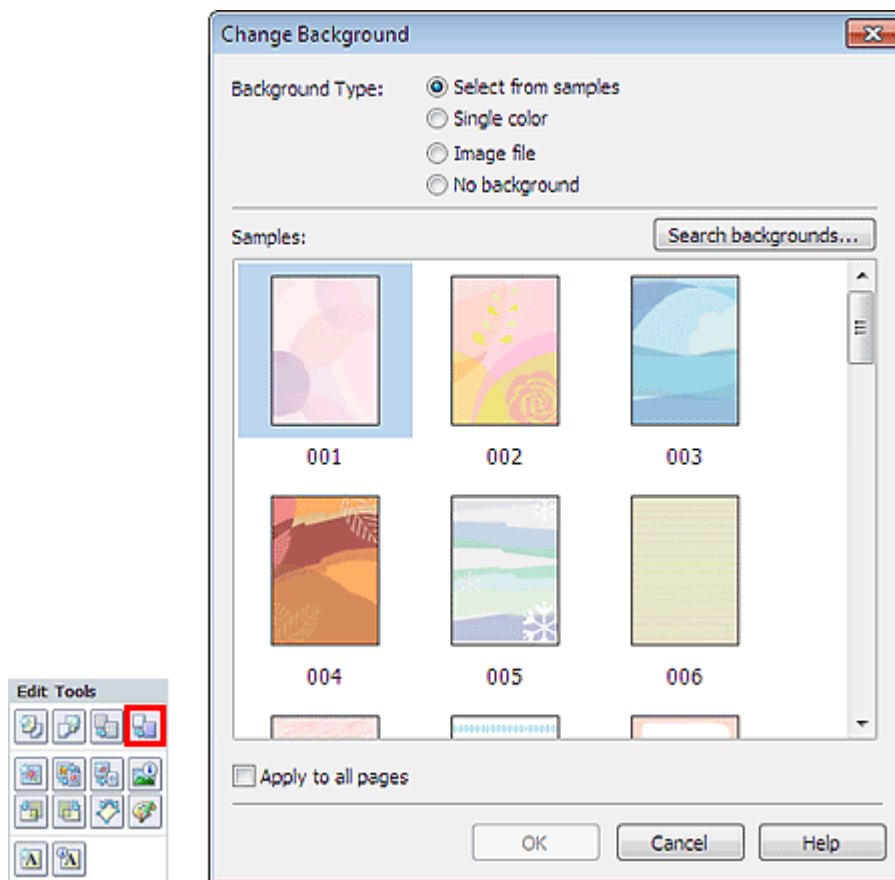 Change Background
Background Type:
Select from samples
Single color
Image file
No background
Samples:
Search backgrounds...
001
002
003
004
005
006
Apply to all pages
OK
Cancel
Help
Edit Tools
A
A